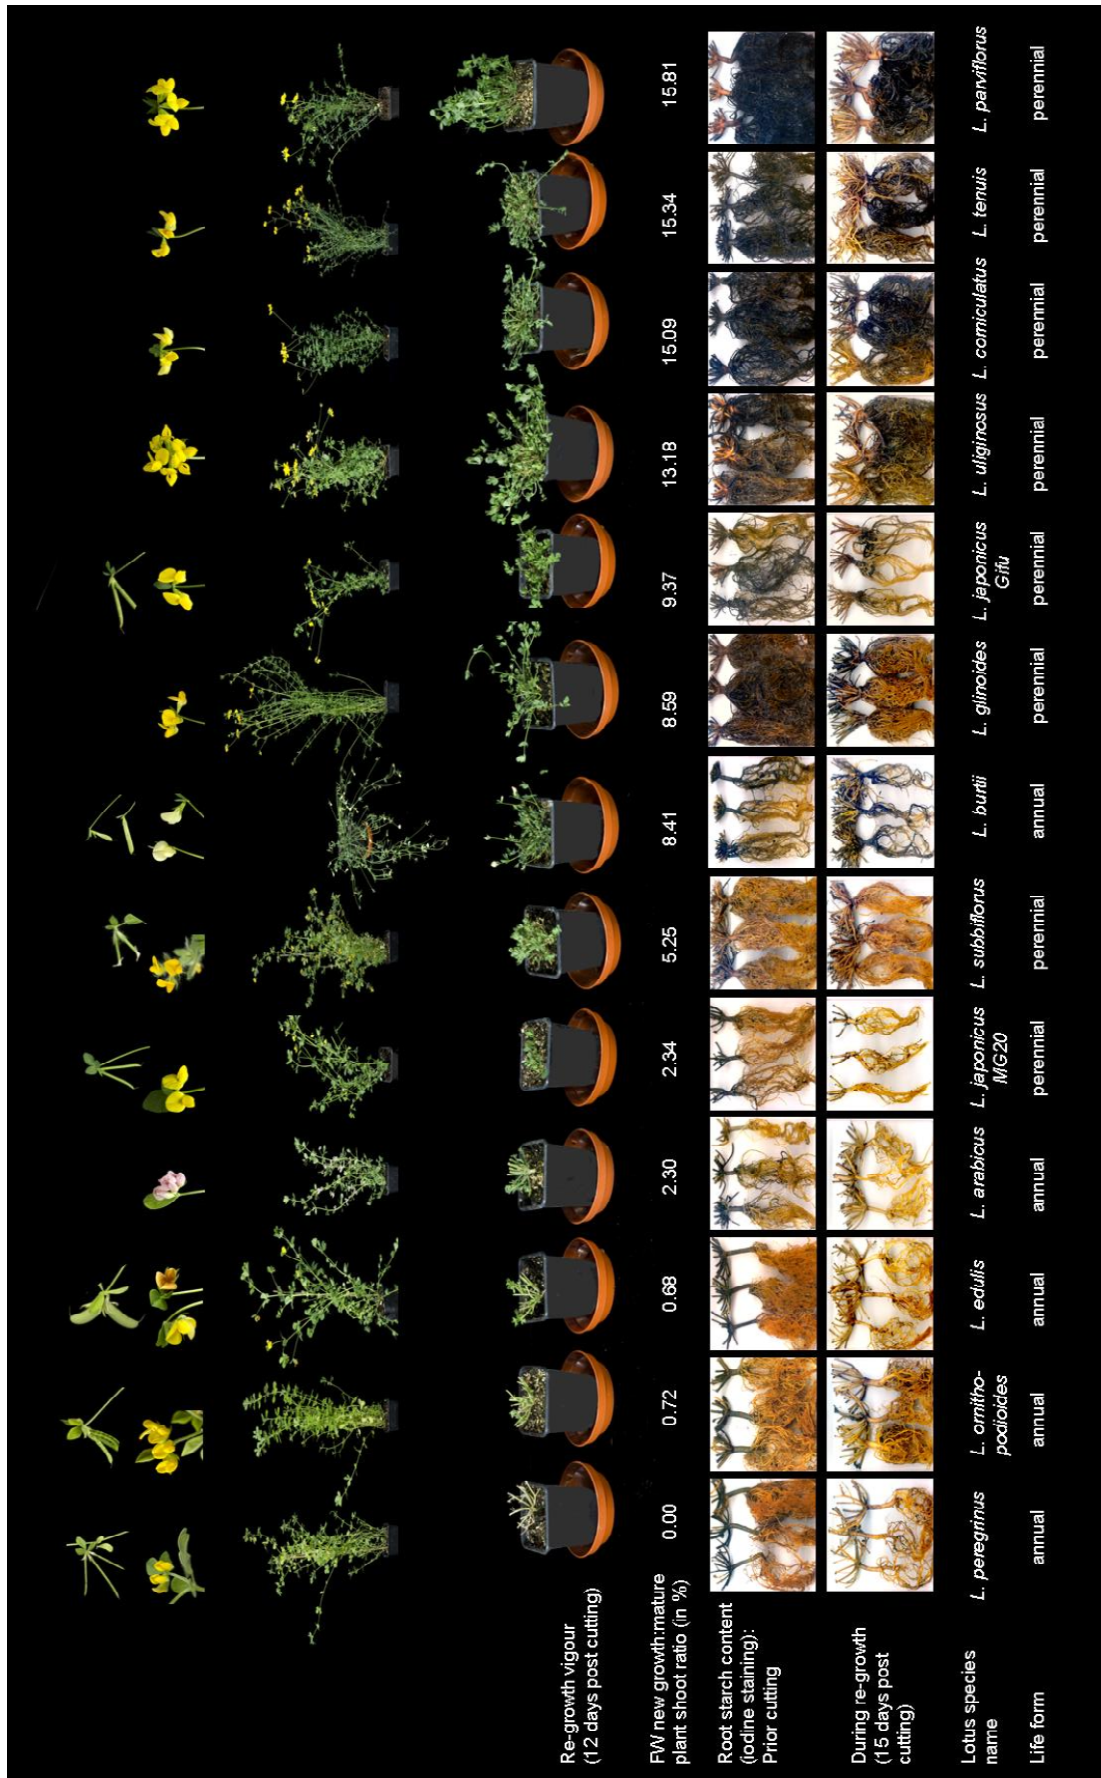 Re-growth vigour
(12 days post cutting)
FW new growth:mature
plant shoot ratio (in %)
0.00
0.72
0.68
2.30
2.34
5.25
8.41
8.59
9.37
13.18
15.09
15.34
15.81
Root starch content
(iodine staining):
Prior cutting
During re-growth
(15 days post
cutting)
Lotus species
name
L. peregrinus
L. ornitho-
podioides
L. edulis
L. arabicus
L. japonicus
MG20
L. subbiflorus
L. burtii
L. glinoides
L. japonicus
Gifu
L. uliginosus
L. corniculatus
L. tenuis
L. parviflorus
Life form
annual
annual
annual
annual
perennial
perennial
annual
perennial
perennial
perennial
perennial
perennial
perennial